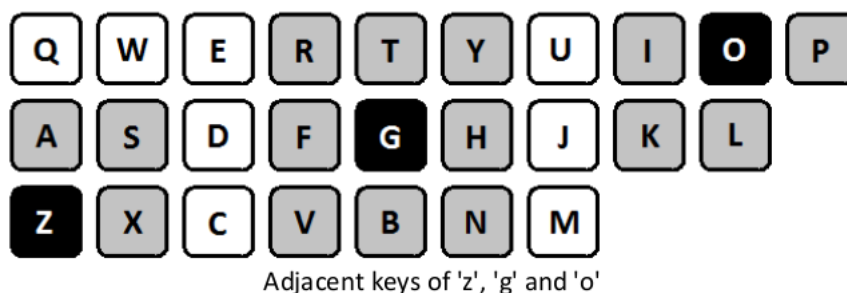 Q W E R T Y U I O P
A S D F G H J K L
Z X C V B N M
Adjacent keys of 'z', 'g' and 'o'